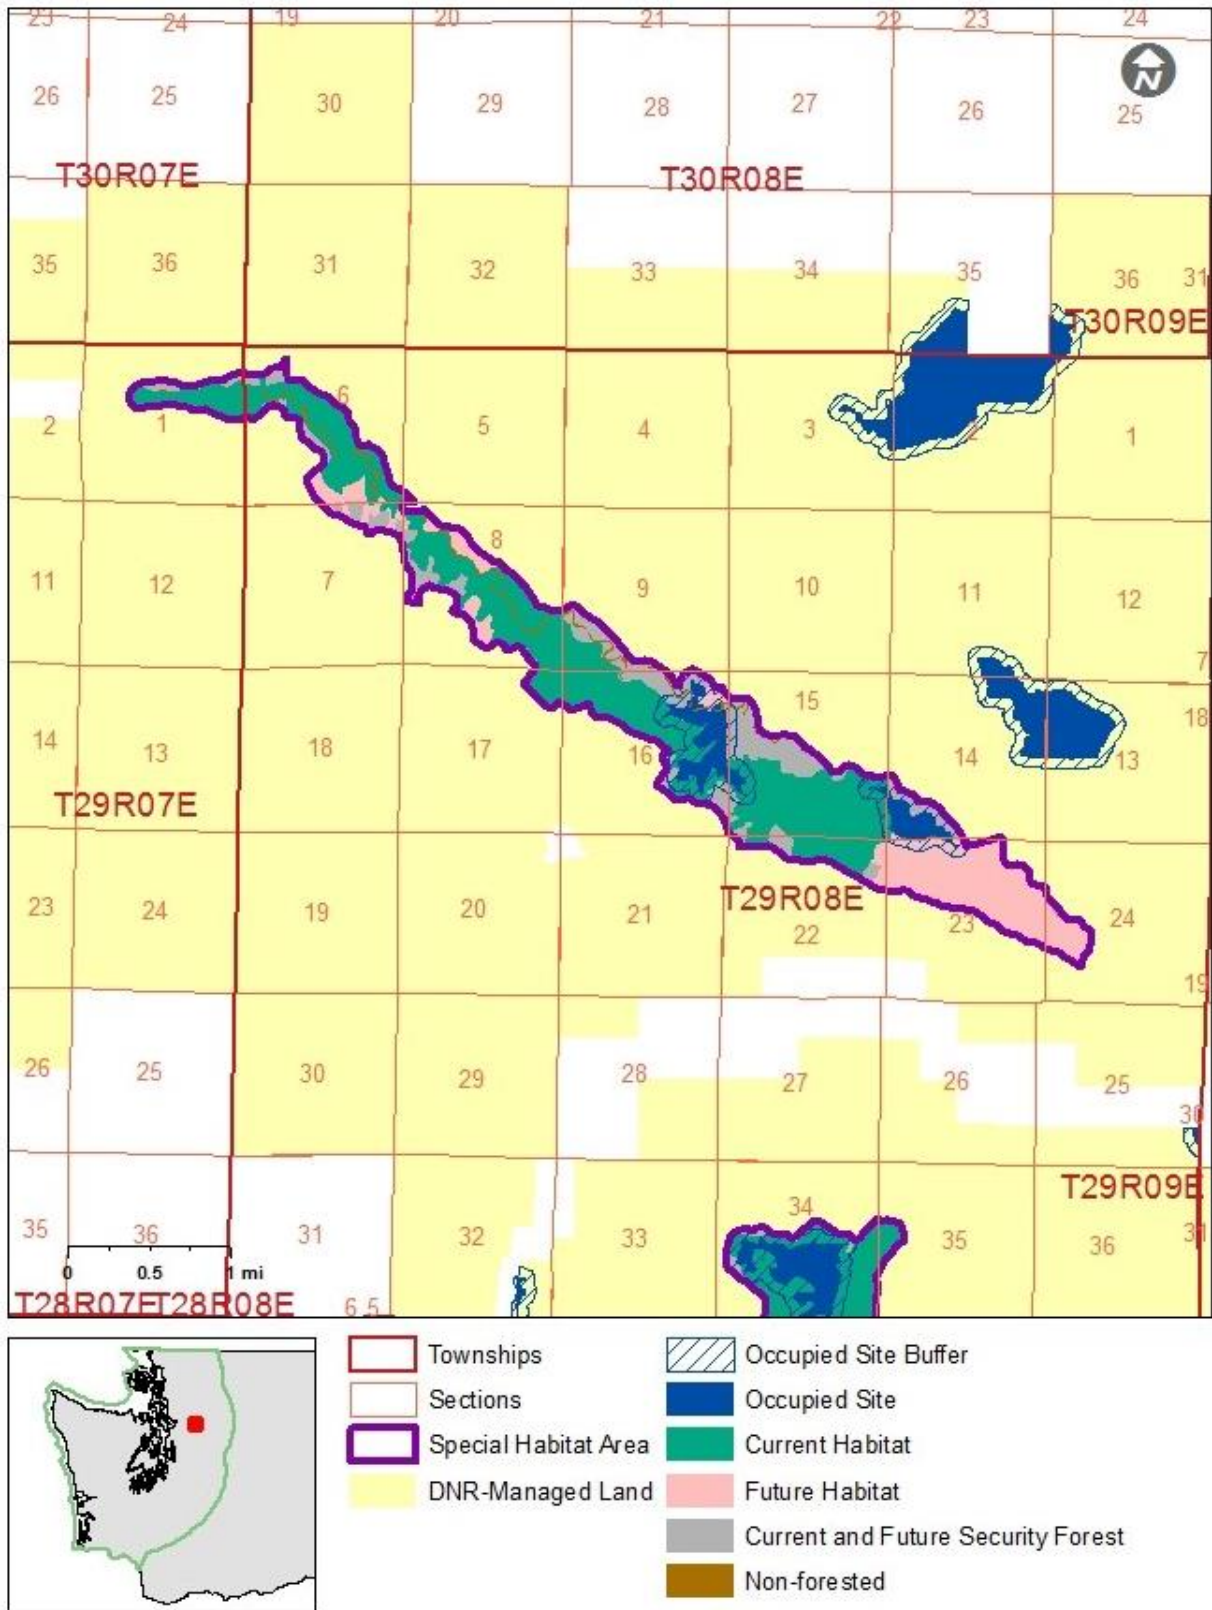 23 24 19 20 21 22 23 24
N
26 25 30 29 28 27 26 25
T30R07E T30R08E
35 36 31 32 33 34 35 36 31
T30R09E
2 1 6 5 4 3 2 1
11 12 7 8 9 10 11 12 7
14 13 18 17 16 15 14 13 18
T29R07E
T29R08E
23 24 19 20 21 22 23 24 19
26 25 30 29 28 27 26 25 30
T29R09E
35 36 31 32 33 34 35 36 31
0 0.5 1 mi
T28R07E T28R08E 6 5
Townships
Sections
Special Habitat Area
DNR-Managed Land
Occupied Site Buffer
Occupied Site
Current Habitat
Future Habitat
Current and Future Security Forest
Non-forested